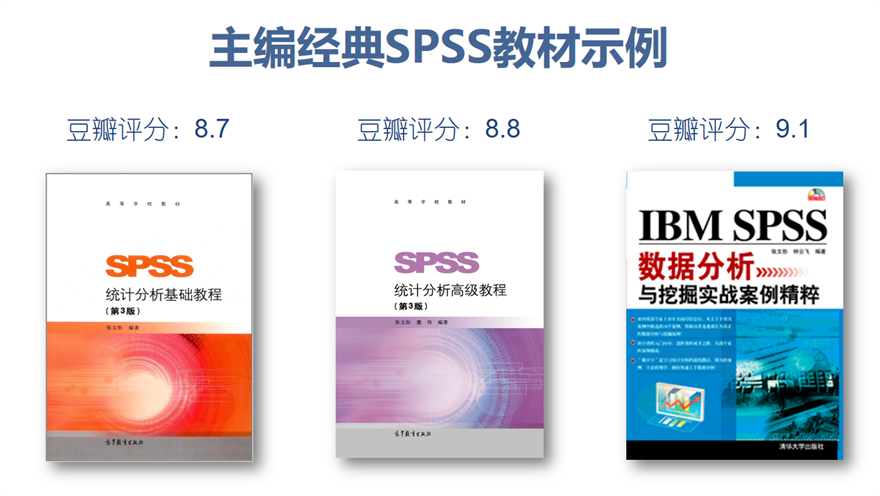 主编经典SPSS教材示例
豆瓣评分：8.7
豆瓣评分：8.8
豆瓣评分：9.1
高等学校教材
SPSS
统计分析基础教程
（第3版）
张文彤 编著
高等教育出版社
高等学校教材
SPSS
统计分析高级教程
（第3版）
张文彤 董伟 编著
高等教育出版社
IBM SPSS
张文彤 钟云飞 编著
数据分析
与挖掘实战案例精粹
清华大学出版社